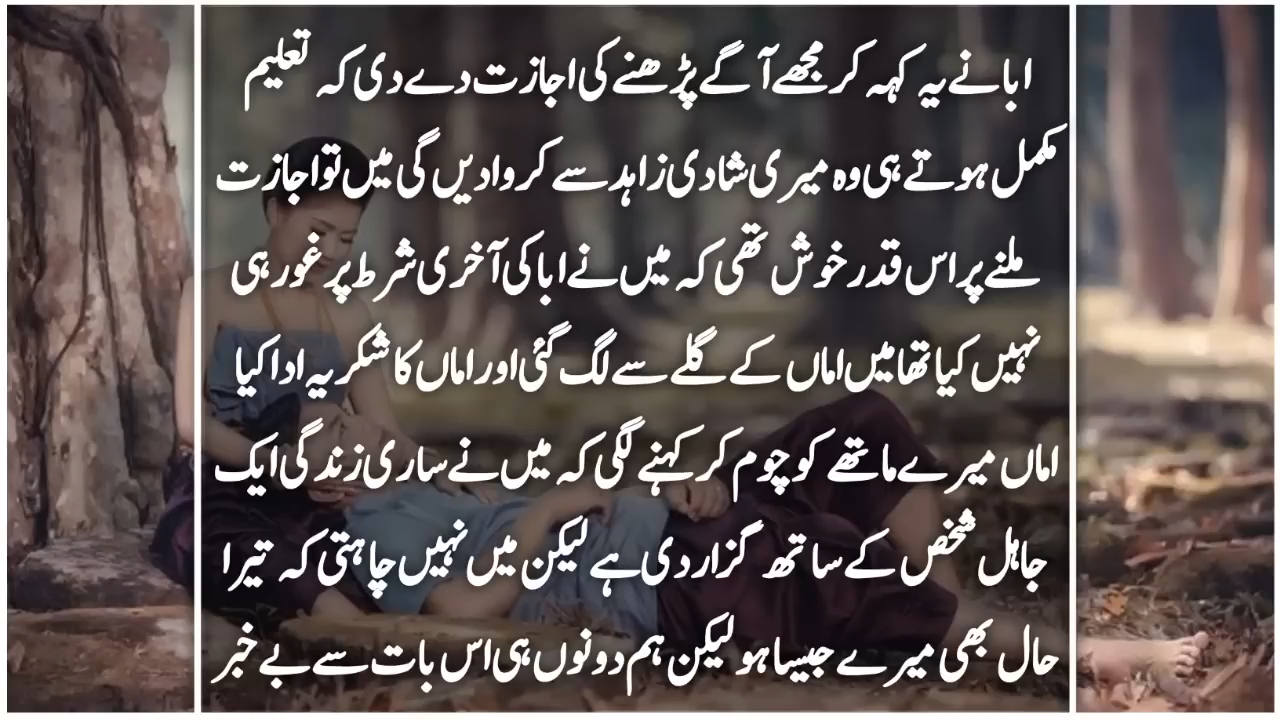 ابا نے یہ کہہ کر مجھے آگے پڑھنے کی اجازت دے دی کہ تعلیم
مکمل ہوتے ہی وہ میری شادی زاہد سے کروا دیں گی میں تو اجازت
ملنے پر اس قدر خوش تھی کہ میں نے ابا کی آخری شرط پر غور ہی
نہیں کیا تھا میں اماں کے گلے سے لگ گئی اور اماں کا شکریہ ادا کیا
اماں میرے ماتھے کو چوم کر کہنے لگی کہ میں نے ساری زندگی ایک
جاہل شخص کے ساتھ گزار دی ہے لیکن میں نہیں چاہتی کہ تیرا
حال بھی میرے جیسا ہو لیکن ہم دونوں ہی اس بات سے بے خبر